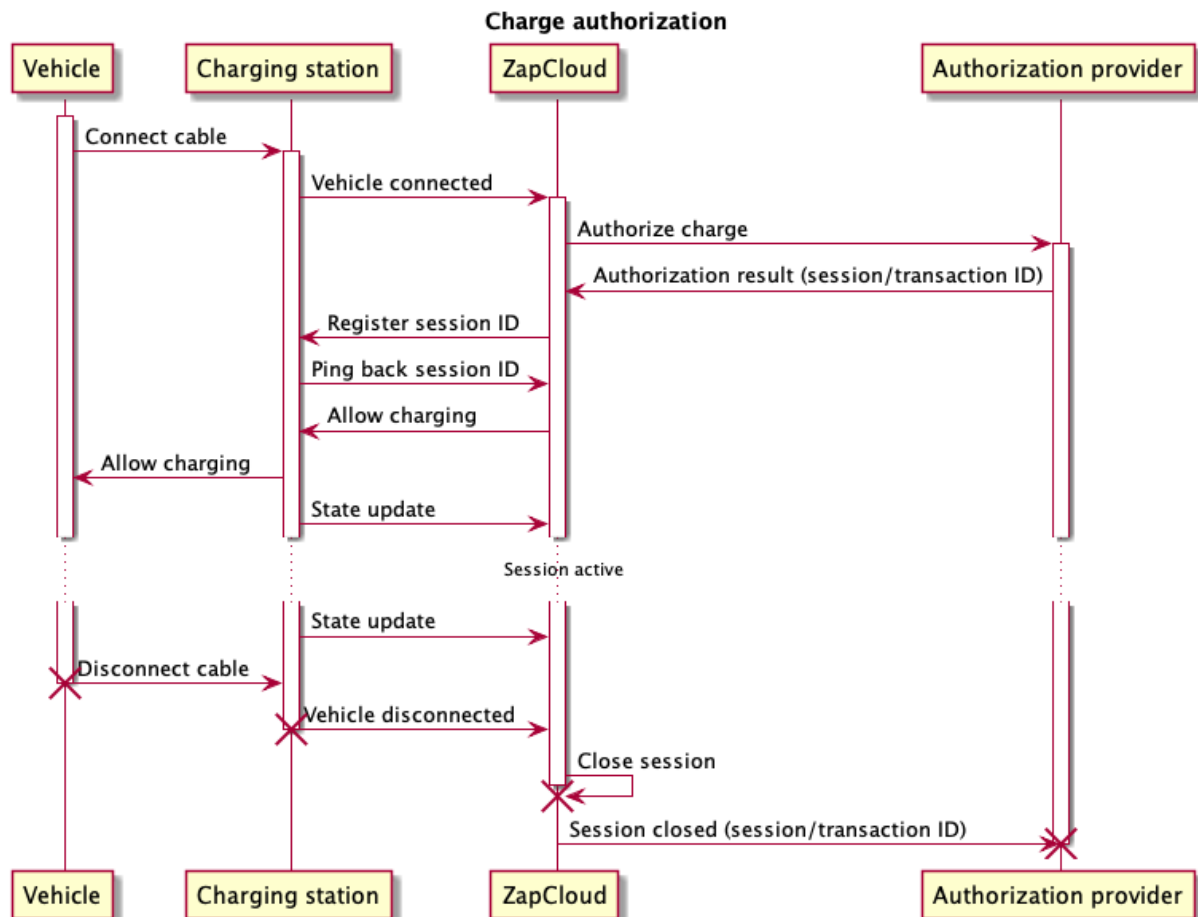 Charge authorization
Vehicle
Charging station
ZapCloud
Authorization provider
Connect cable
Vehicle connected
Authorize charge
Authorization result (session/transaction ID)
Register session ID
Ping back session ID
Allow charging
Allow charging
State update
Session active
State update
Disconnect cable
Vehicle disconnected
Close session
Session closed (session/transaction ID)
Vehicle
Charging station
ZapCloud
Authorization provider